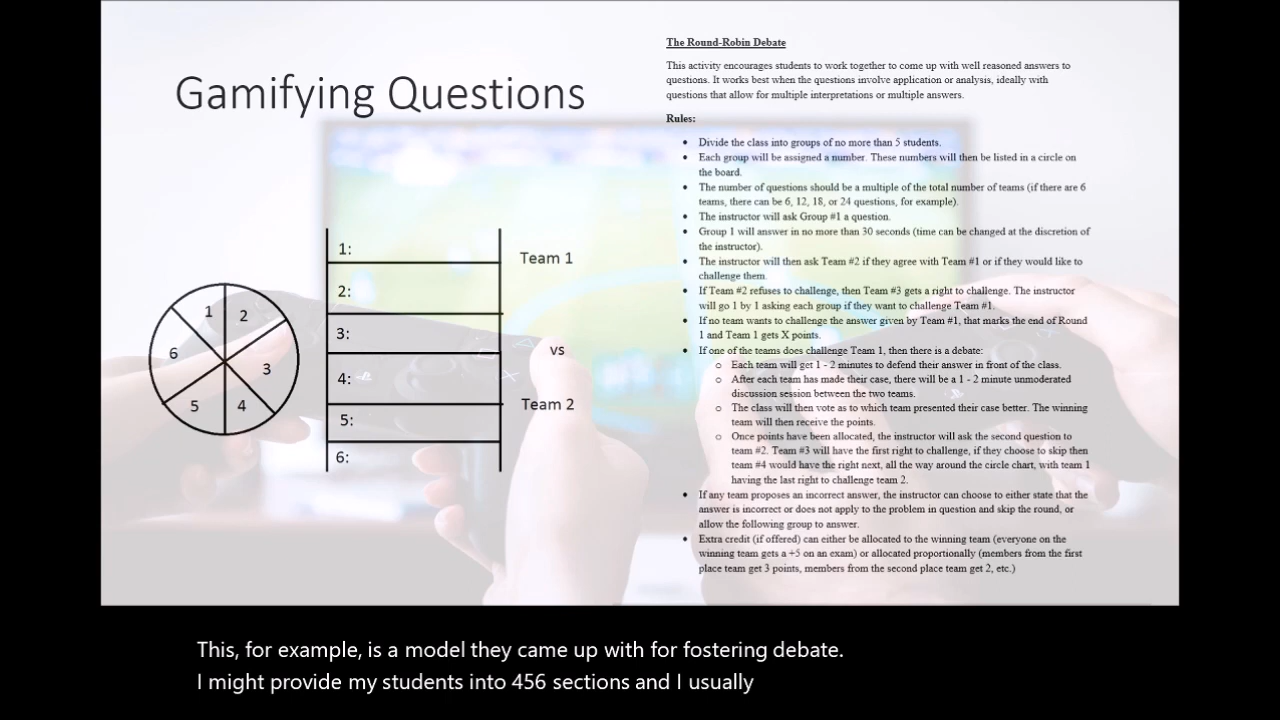 Gamifying Questions
1
2
3
4
5
6
1:
2:
3:
4:
5:
6:
Team 1
vs
Team 2
The Round-Robin Debate
This activity encourages students to work together to come up with well reasoned answers to
questions. It works best when the questions involve application or analysis, ideally with
questions that allow for multiple interpretations or multiple answers.
Rules:
• Divide the class into groups of no more than 5 students.
• Each group will be assigned a number. These numbers will then be listed in a circle on
the board.
• The number of questions should be a multiple of the total number of teams (if there are 6
teams, there can be 6, 12, 18, or 24 questions, for example).
• The instructor will ask Group #1 a question.
• Group 1 will answer in no more than 30 seconds (time can be changed at the discretion of
the instructor).
• The instructor will then ask Team #2 if they agree with Team #1 or if they would like to
challenge them.
• If Team #2 refuses to challenge, then Team #3 gets a right to challenge. The instructor
will go 1 by 1 asking each group if they want to challenge Team #1.
• If no team wants to challenge the answer given by Team #1, that marks the end of Round
1 and Team 1 gets X points.
• If one of the teams does challenge Team 1, then there is a debate:
o Each team will get 1 - 2 minutes to defend their answer in front of the class.
o After each team has made their case, there will be a 1 - 2 minute unmoderated
discussion session between the two teams.
o The class will then vote as to which team presented their case better. The winning
team will then receive the points.
o Once points have been allocated, the instructor will ask the second question to
team #2. Team #3 will have the first right to challenge, if they choose to skip then
team #4 would have the right next, all the way around the circle chart, with team 1
having the last right to challenge team 2.
• If any team proposes an incorrect answer, the instructor can choose to either state that the
answer is incorrect or does not apply to the problem in question and skip the round, or
allow the following group to answer.
• Extra credit (if offered) can either be allocated to the winning team (everyone on the
winning team gets a +5 on an exam) or allocated proportionally (members from the first
place team get 3 points, members from the second place team get 2, etc.)
This, for example, is a model they came up with for fostering debate.
I might provide my students into 456 sections and I usually